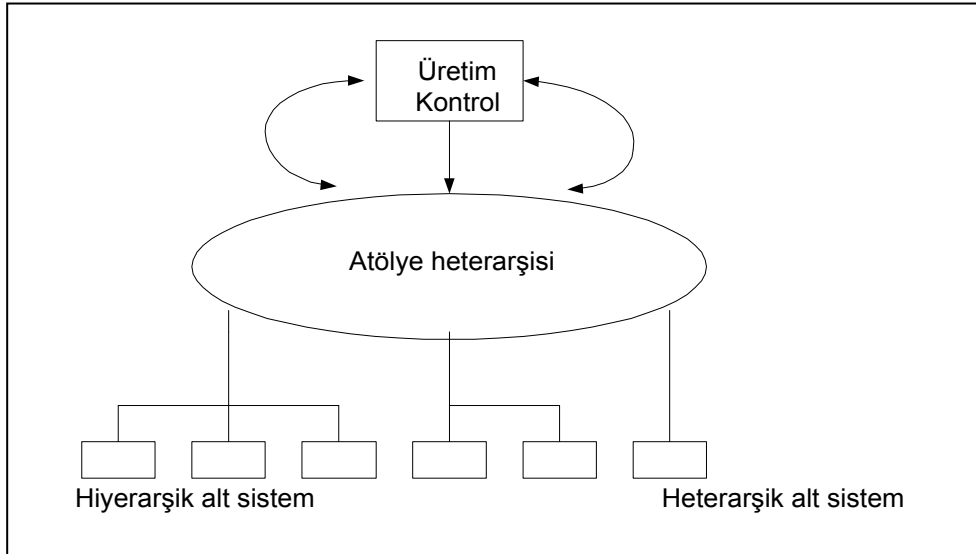 Üretim
Kontrol
Atölye heterarşisi
Hiyerarşik alt sistem
Heterarşik alt sistem